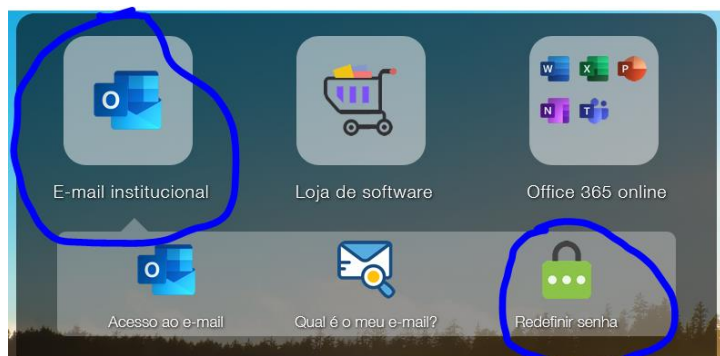 O
W
X
P
N
T
E-mail institucional
Loja de software
Office 365 online
O
Acesso ao e-mail
Qual é o meu e-mail?
Redefinir senha